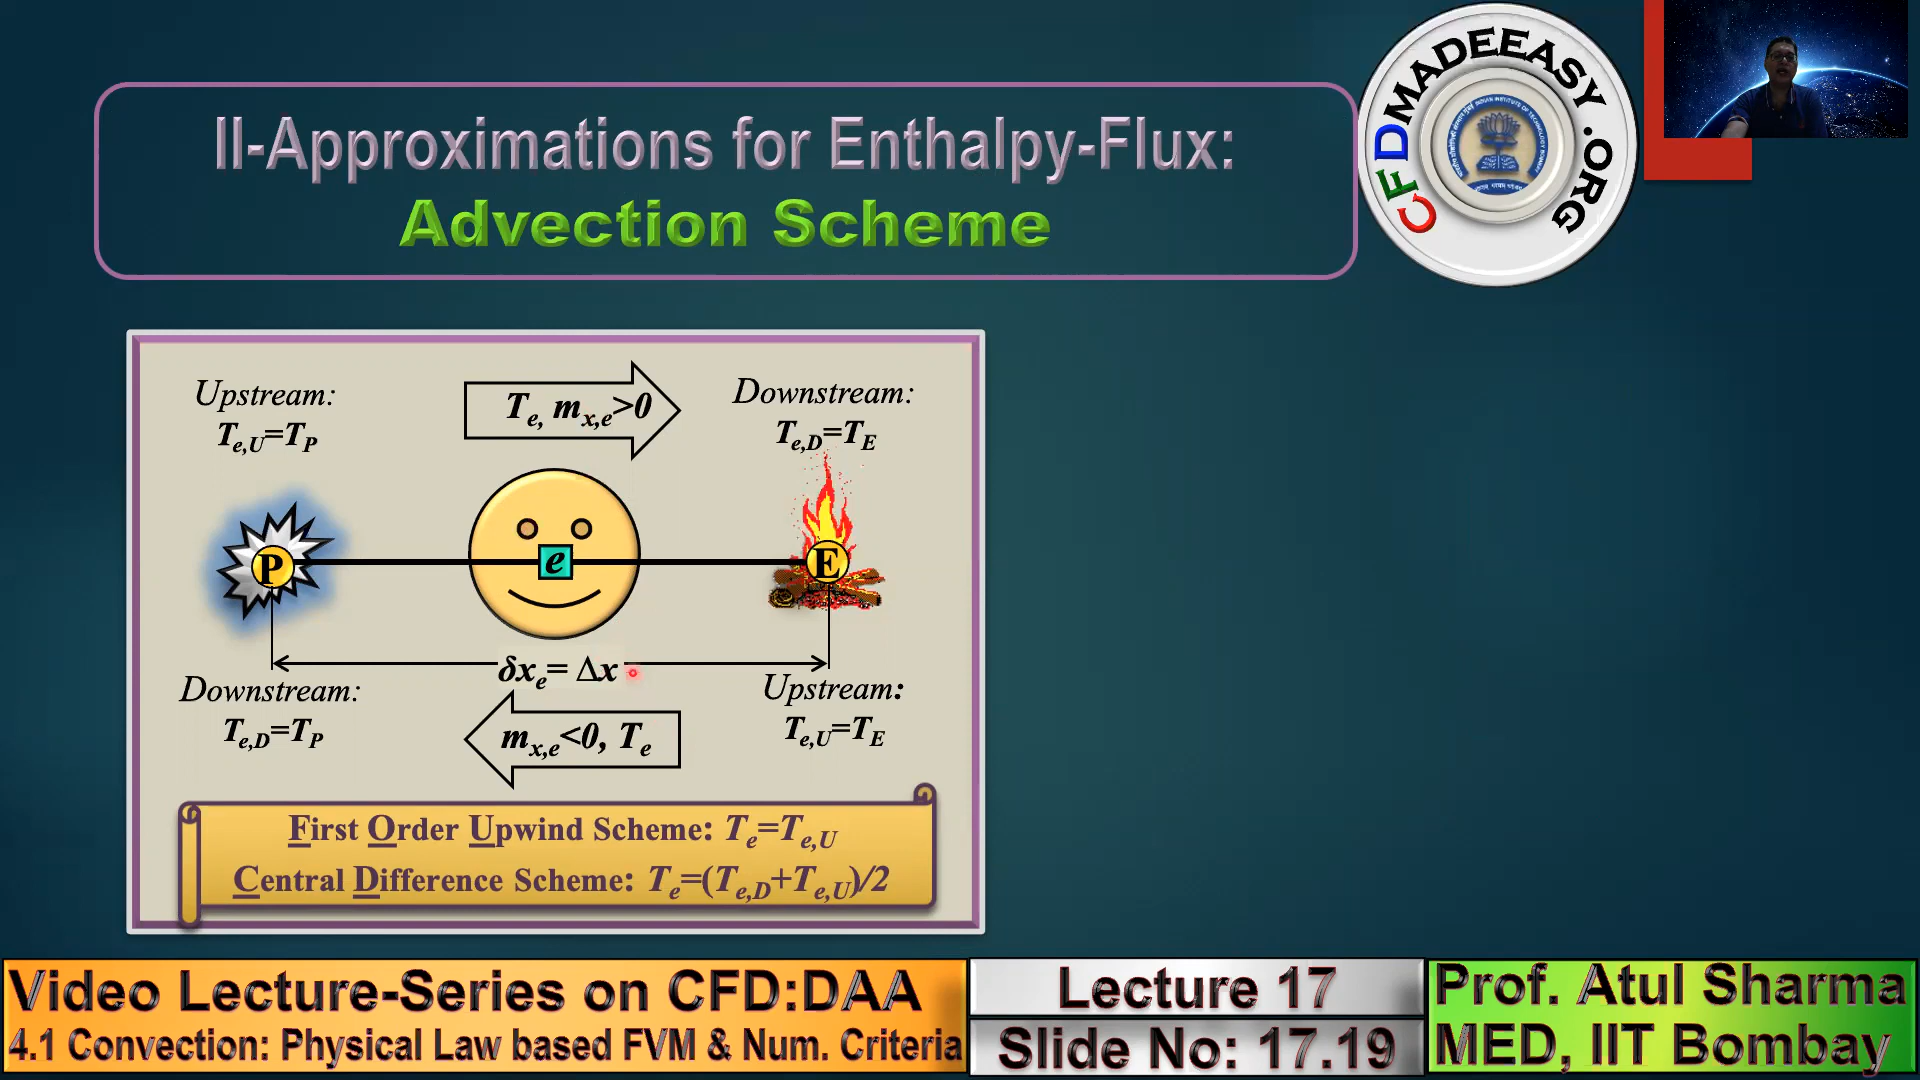 II-Approximations for Enthalpy-Flux:
Advection Scheme
CFDMADEEASY.ORG
Upstream:
Te,U=TP
Te, mx,e>0
Downstream:
Te,D=TE
P
e
E
δxe= Δx
Downstream:
Te,D=TP
mx,e<0, Te
Upstream:
Te,U=TE
First Order Upwind Scheme: Te=Te,U
Central Difference Scheme: Te=(Te,D+Te,U)/2
Video Lecture-Series on CFD:DAA
4.1 Convection: Physical Law based FVM & Num. Criteria
Lecture 17
Slide No: 17.19
Prof. Atul Sharma
MED, IIT Bombay